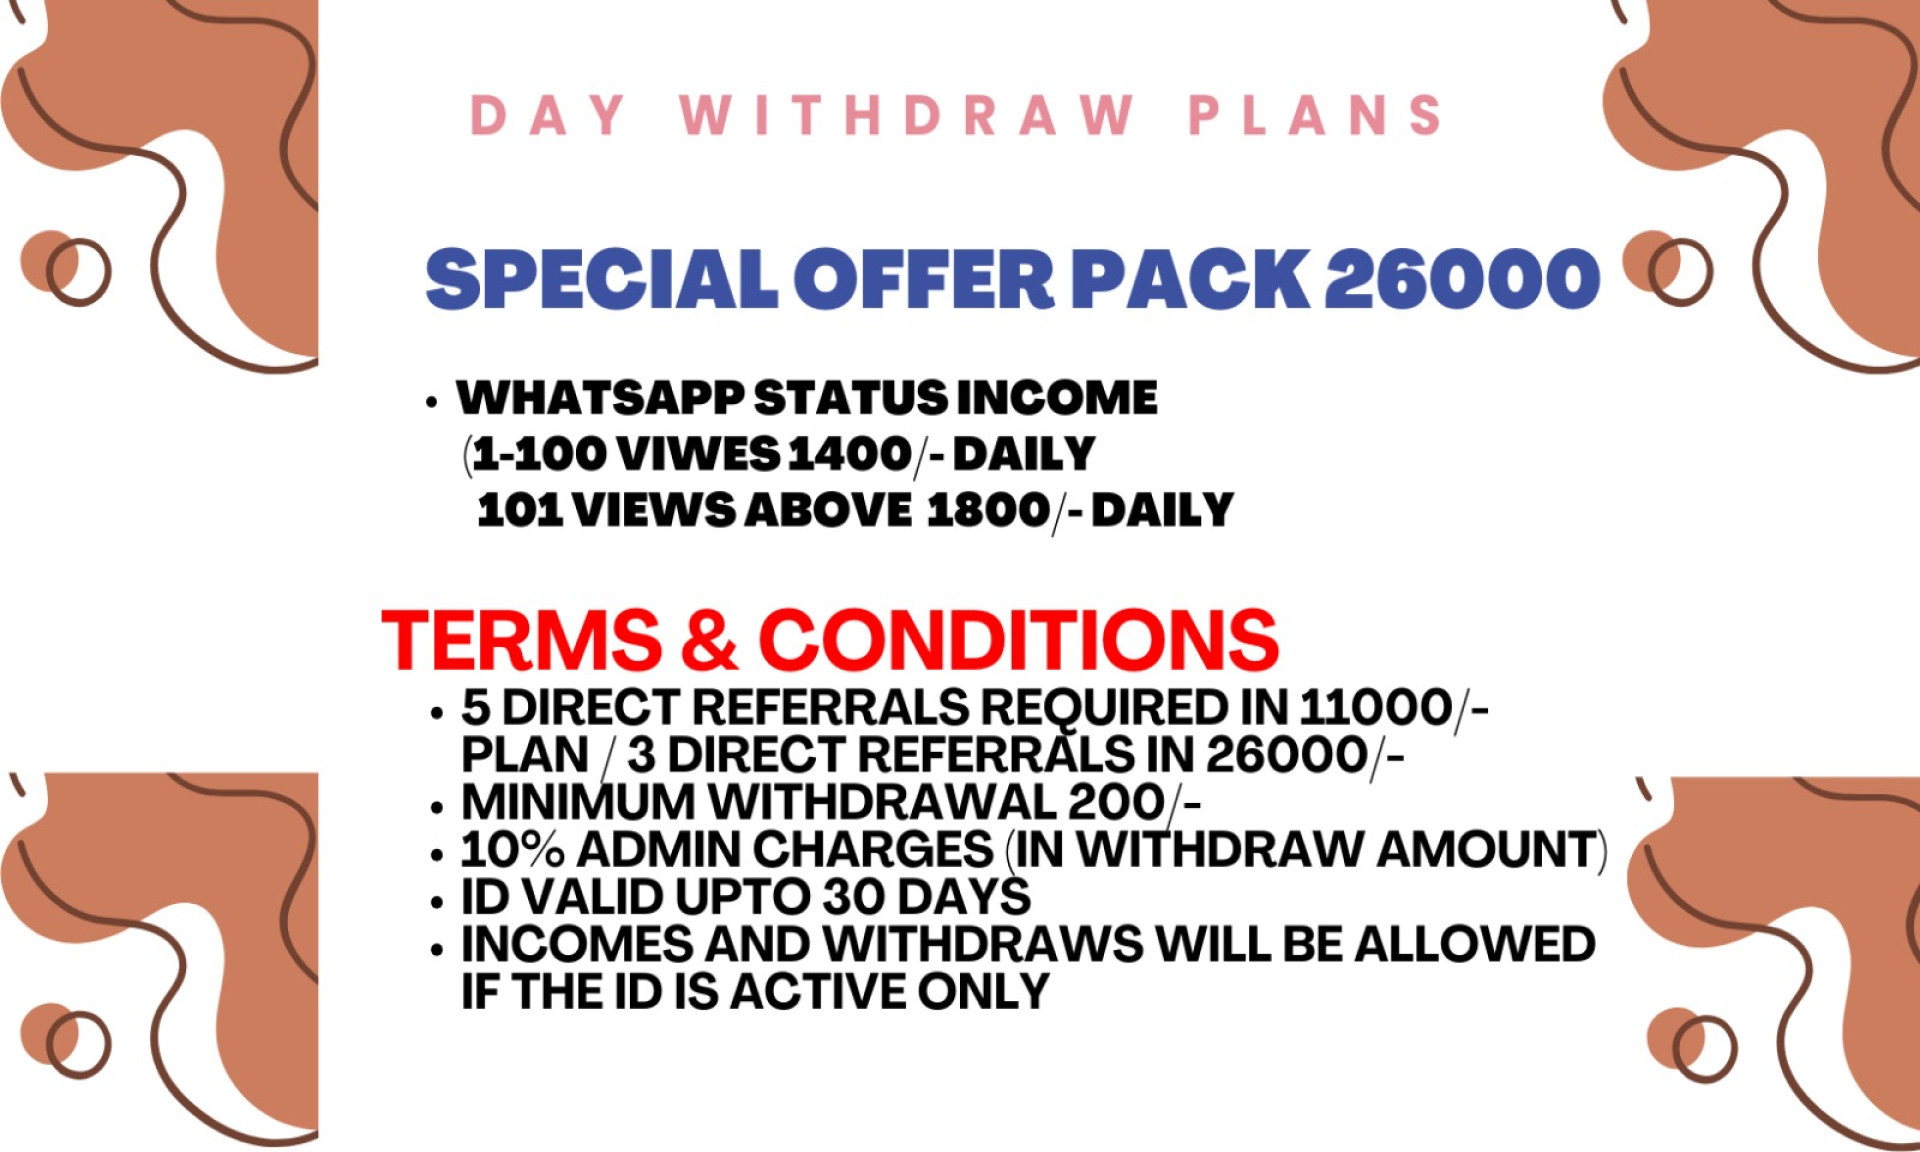 DAY WITHDRAW PLANS
SPECIAL OFFER PACK 26000
• WHATSAPP STATUS INCOME
(1-100 VIWES 1400/- DAILY
101 VIEWS ABOVE 1800/- DAILY
TERMS & CONDITIONS
• 5 DIRECT REFERRALS REQUIRED IN 11000/-
PLAN / 3 DIRECT REFERRALS IN 26000/-
• MINIMUM WITHDRAWAL 200/-
• 10% ADMIN CHARGES (IN WITHDRAW AMOUNT)
• ID VALID UPTO 30 DAYS
• INCOMES AND WITHDRAWS WILL BE ALLOWED
IF THE ID IS ACTIVE ONLY